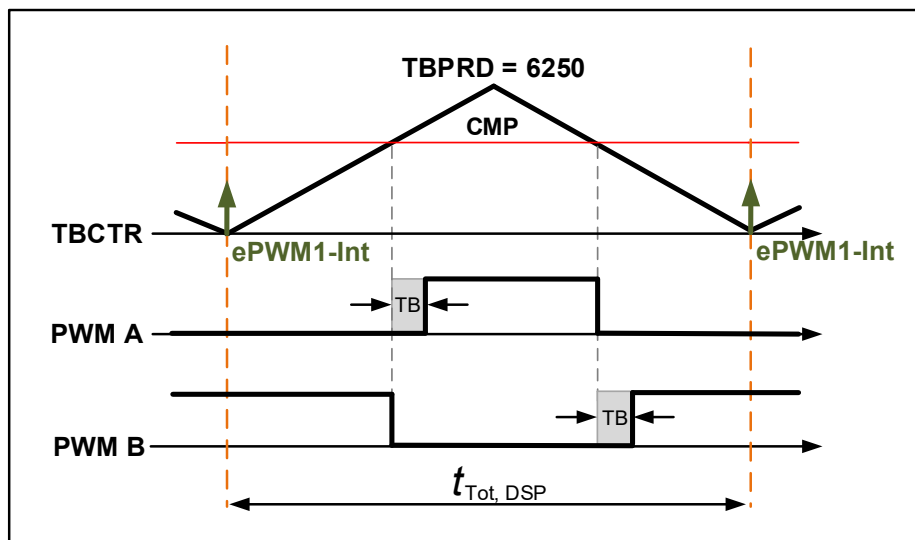 TBPRD = 6250
CMP
TBCTR
ePWM1-Int
ePWM1-Int
TB
PWM A
TB
PWM B
tTot, DSP